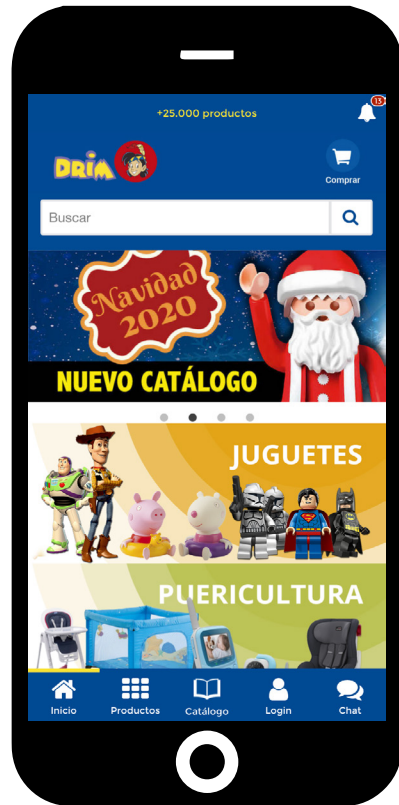 +25.000 productos
13
DRIM
Comprar
Buscar
Navidad
2020
NUEVO CATÁLOGO
JUGUETES
PUERICULTURA
Inicio
Productos
Catálogo
Login
Chat